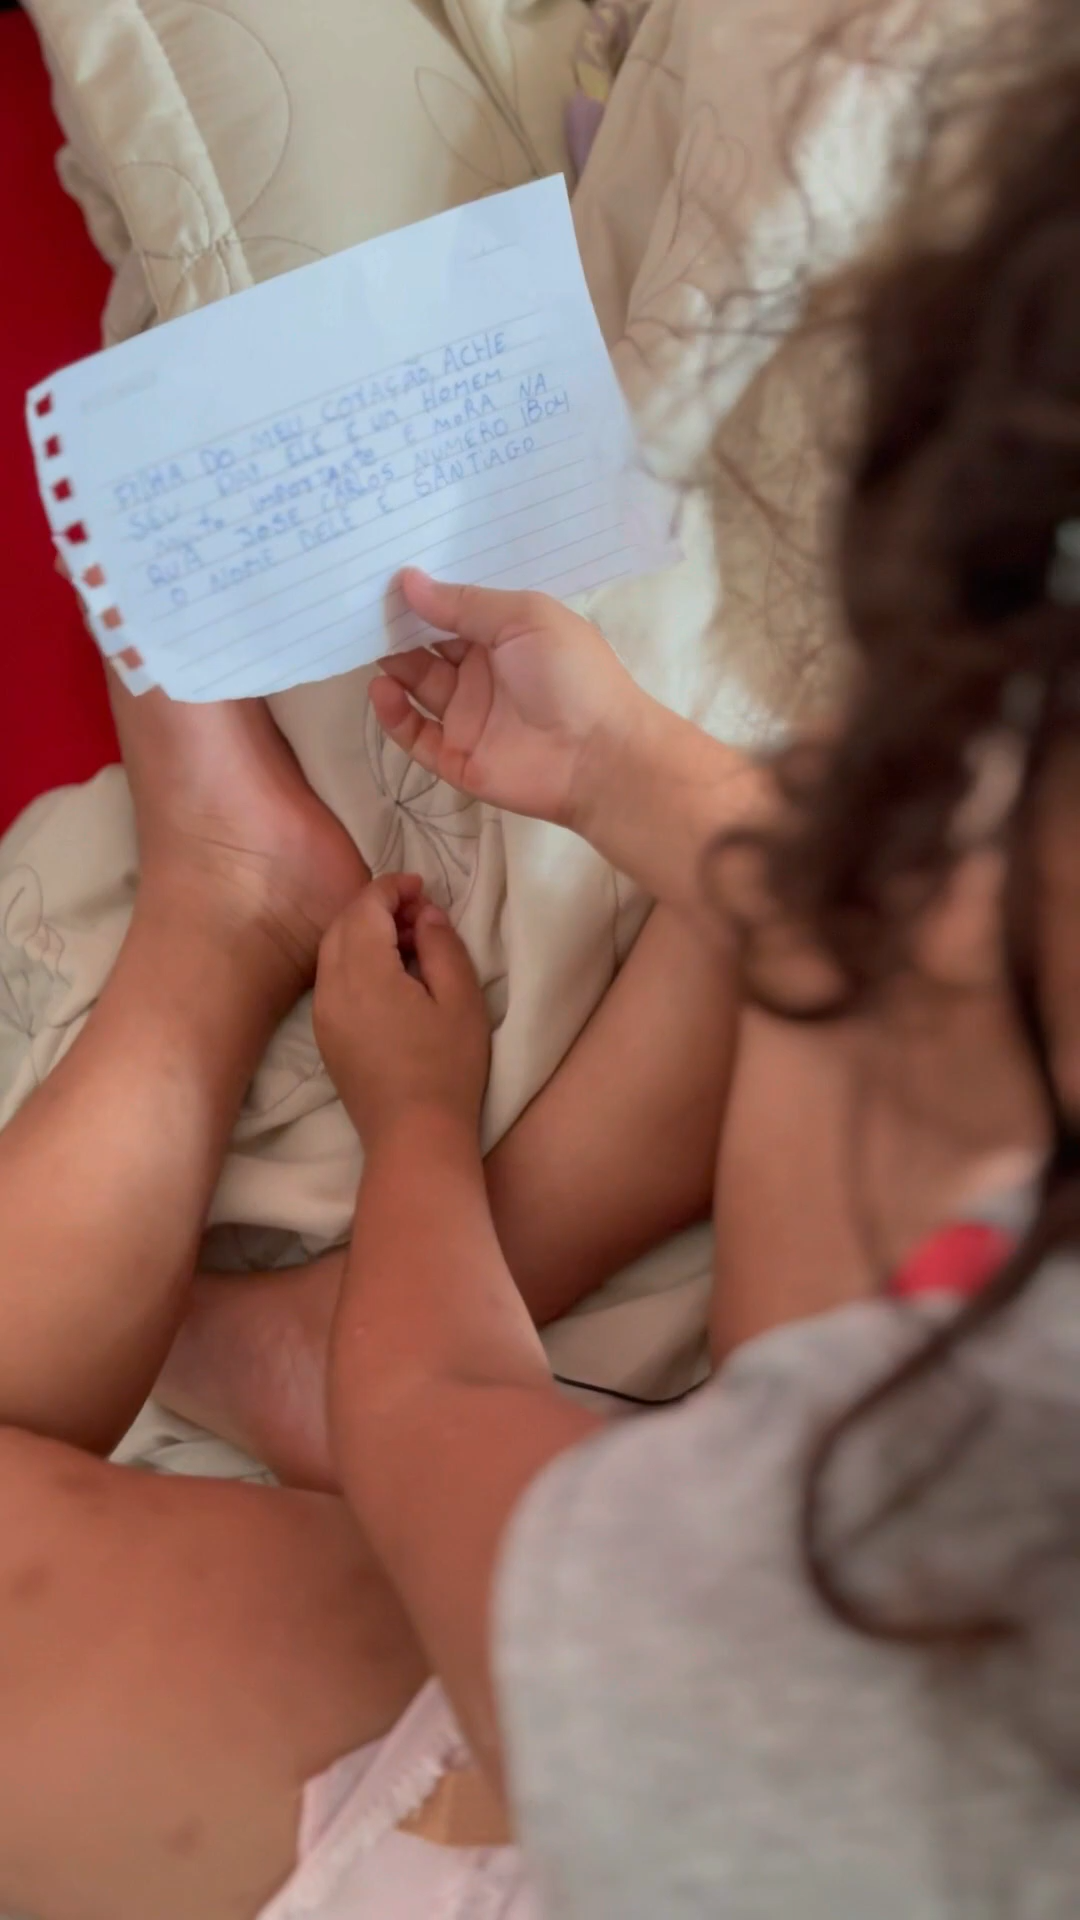 FILHA DO MEU CORAÇÃO ACHE
SEU PAI ELE É UM HOMEM
MUITO IMPORTANTE E MORA NA
RUA JOSE CARLOS NUMERO 1804
O NOME DELE É SANTIAGO